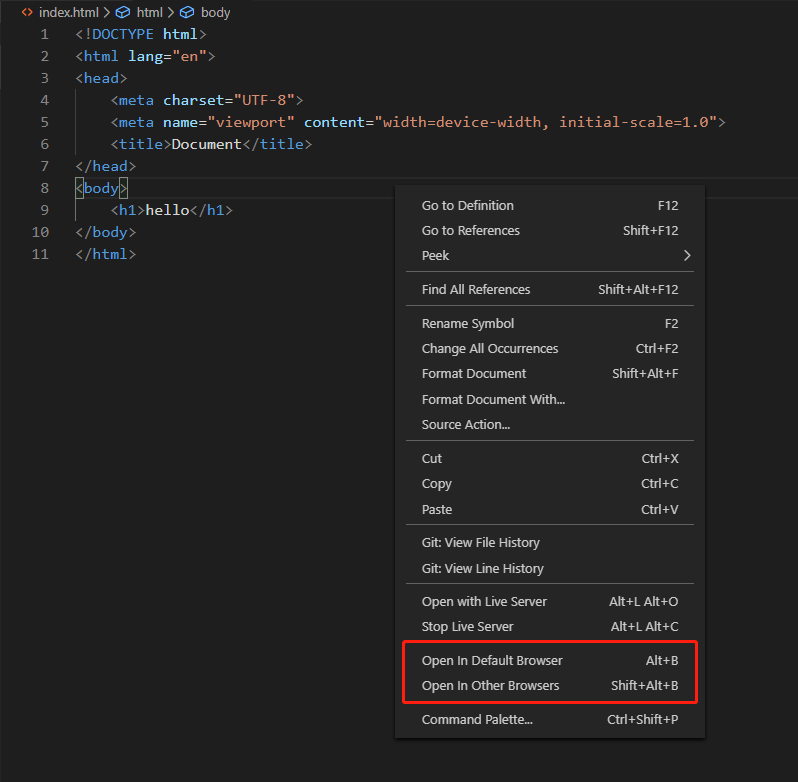 index.html > html > body
1 <!DOCTYPE html>
2 <html lang="en">
3 <head>
4     <meta charset="UTF-8">
5     <meta name="viewport" content="width=device-width, initial-scale=1.0">
6     <title>Document</title>
7 </head>
8 <body>
9     <h1>hello</h1>
10 </body>
11 </html>
Go to Definition F12
Go to References Shift+F12
Peek >
Find All References Shift+Alt+F12
Rename Symbol F2
Change All Occurrences Ctrl+F2
Format Document Shift+Alt+F
Format Document With...
Source Action...
Cut Ctrl+X
Copy Ctrl+C
Paste Ctrl+V
Git: View File History
Git: View Line History
Open with Live Server Alt+L Alt+O
Stop Live Server Alt+L Alt+C
Open In Default Browser Alt+B
Open In Other Browsers Shift+Alt+B
Command Palette... Ctrl+Shift+P